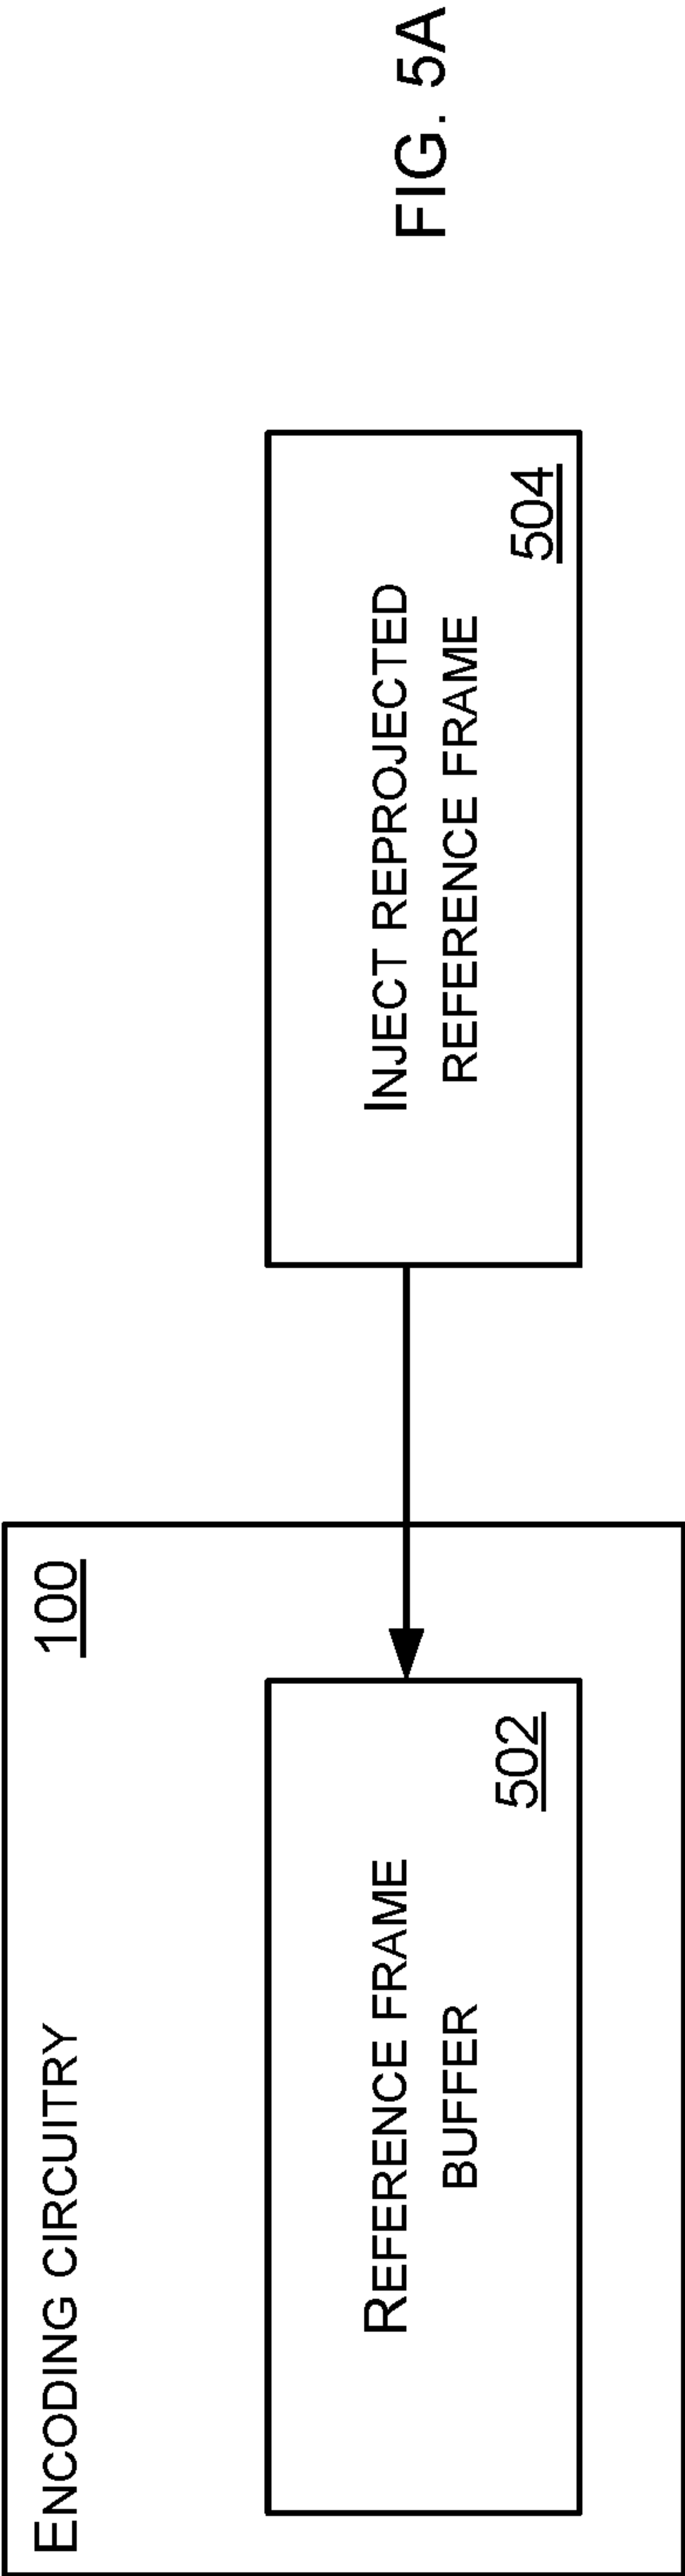 ENCODING CIRCUITRY
100
REFERENCE FRAME
BUFFER
502
INJECT REPROJECTED
REFERENCE FRAME
504
FIG. 5A